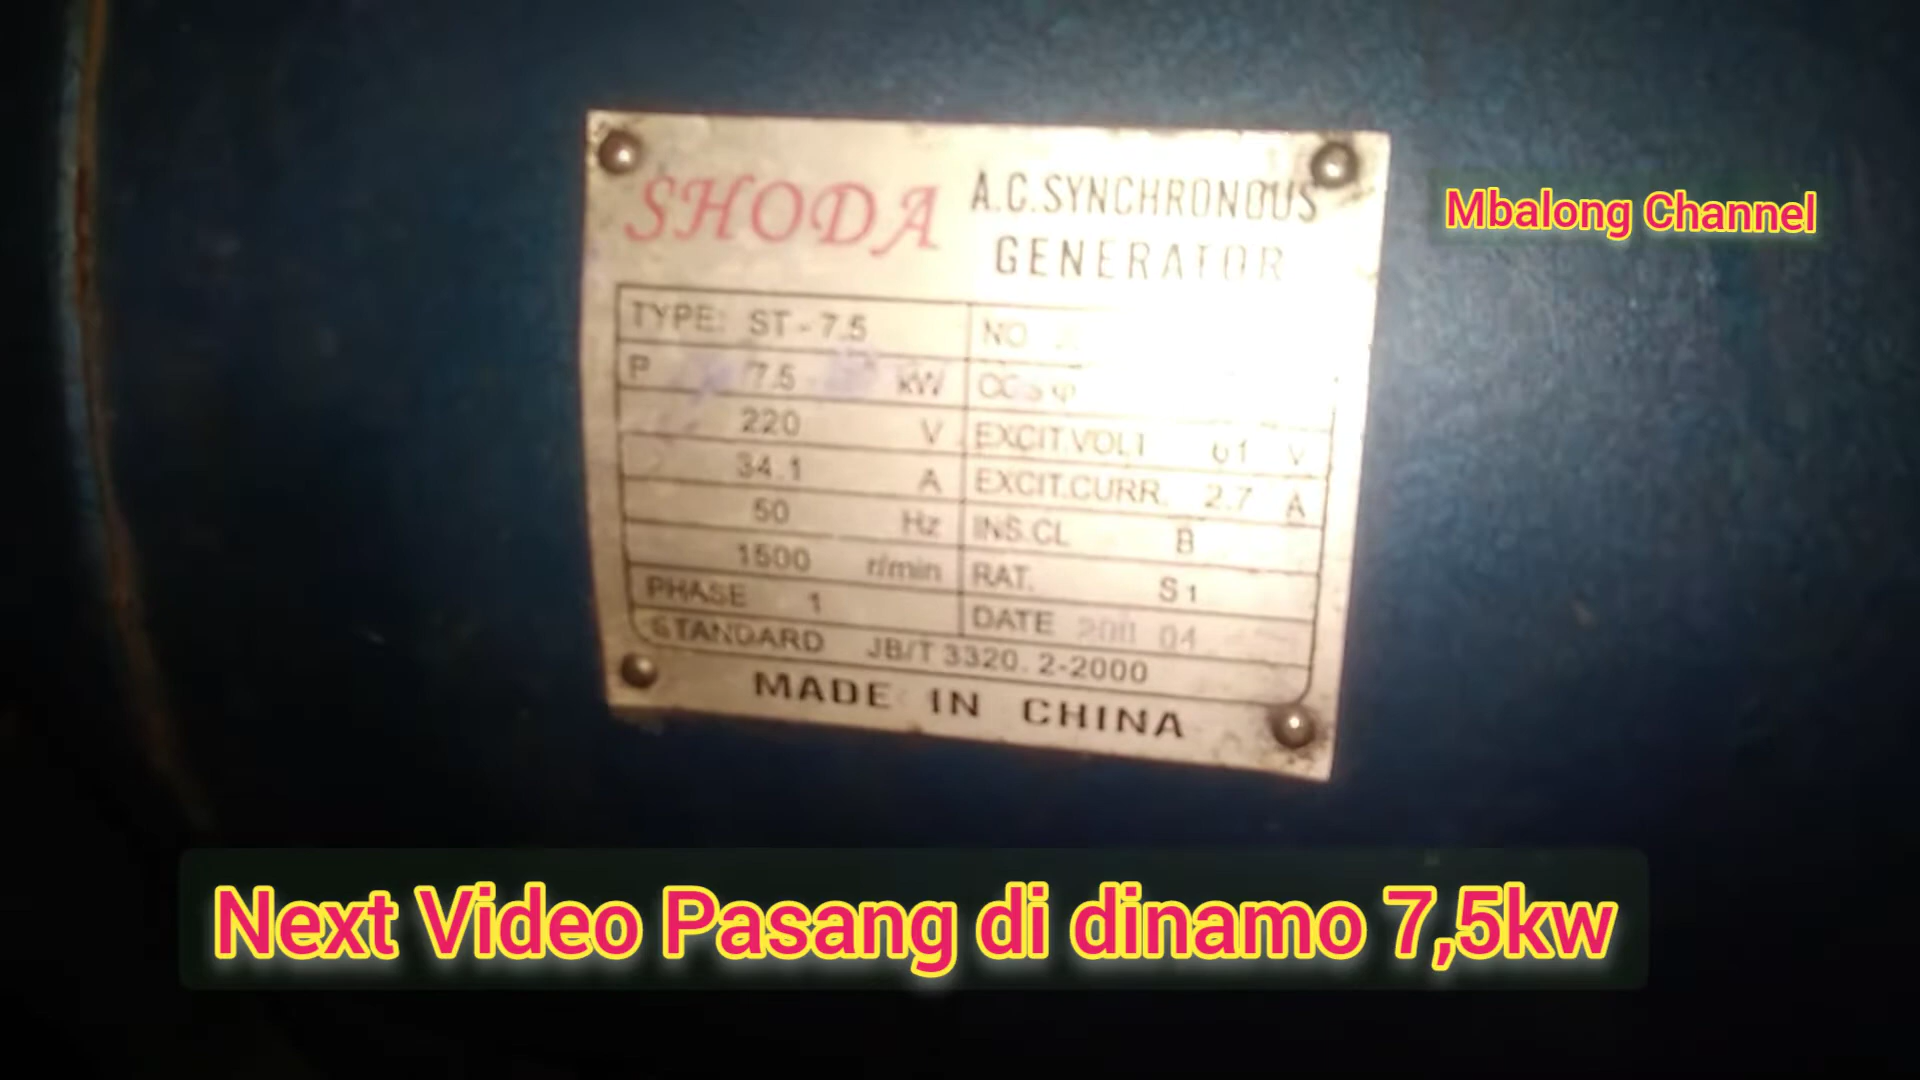 SHODA A.C.SYNCHRONOUS
GENERATOR
Mbalong Channel
TYPE: ST-7.5 NO
P 7.5 kW COSφ
220 V EXCIT.VOLT V
34.1 A EXCIT.CURR. 2.7 A
50 Hz INS.CL B
1500 r/min RAT. S1
PHASE 1 DATE 04
STANDARD JB/T 3320.2-2000
MADE IN CHINA
Next Video Pasang di dinamo 7,5kw